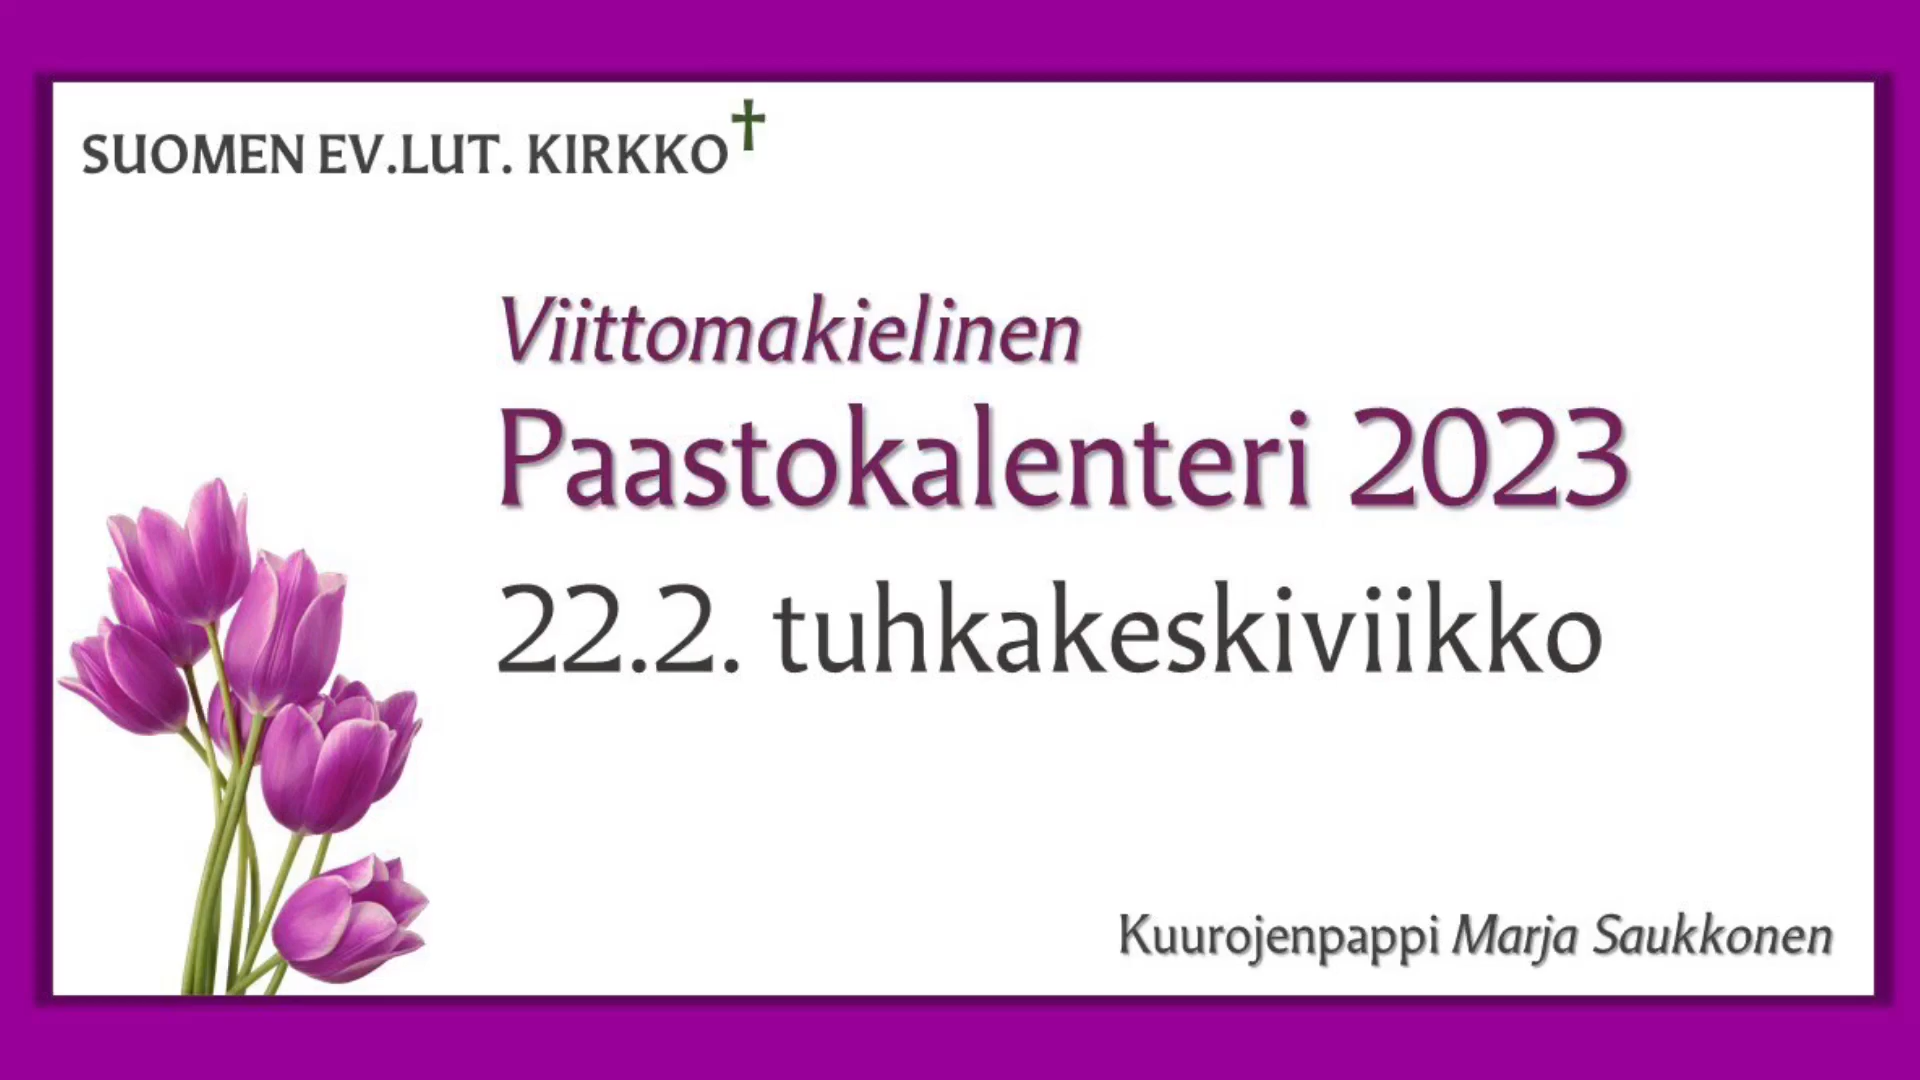 SUOMEN EV.LUT. KIRKKO
Viittomakielinen
Paastokalenteri 2023
22.2. tuhkakeskiviikko
Kuurojenpappi Marja Saukkonen